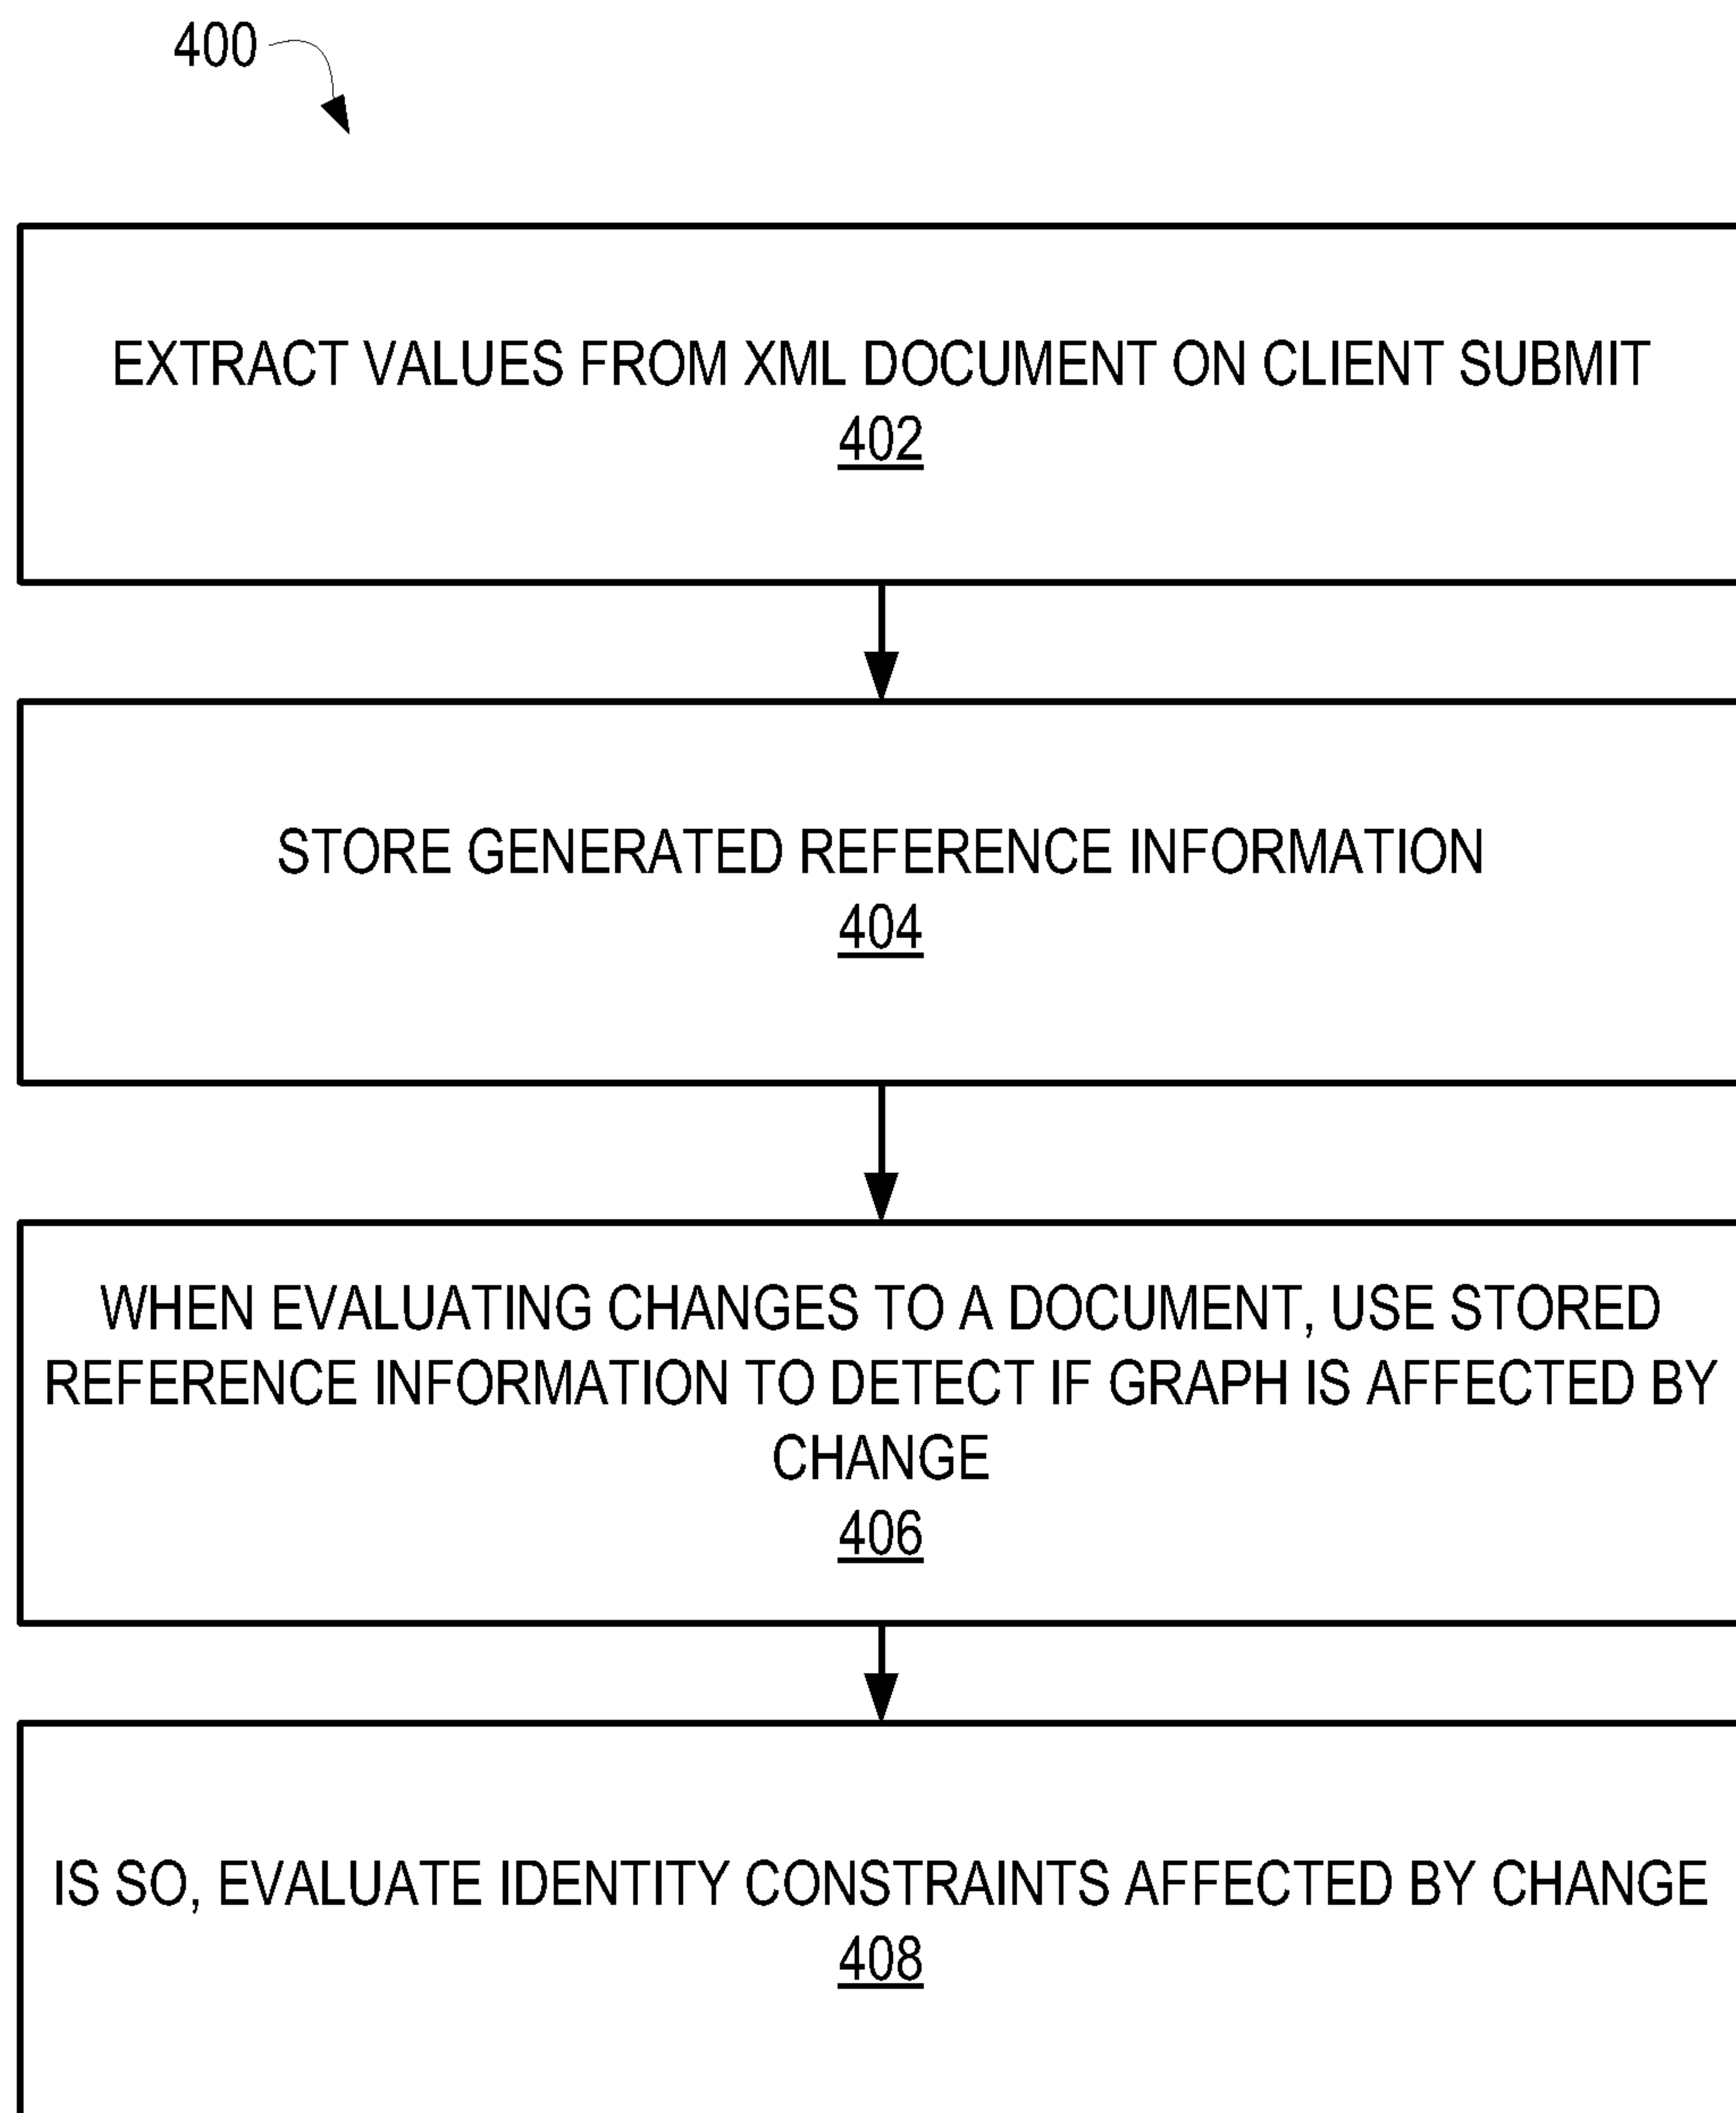 400
EXTRACT VALUES FROM XML DOCUMENT ON CLIENT SUBMIT
402
STORE GENERATED REFERENCE INFORMATION
404
WHEN EVALUATING CHANGES TO A DOCUMENT, USE STORED
REFERENCE INFORMATION TO DETECT IF GRAPH IS AFFECTED BY
CHANGE
406
IS SO, EVALUATE IDENTITY CONSTRAINTS AFFECTED BY CHANGE
408